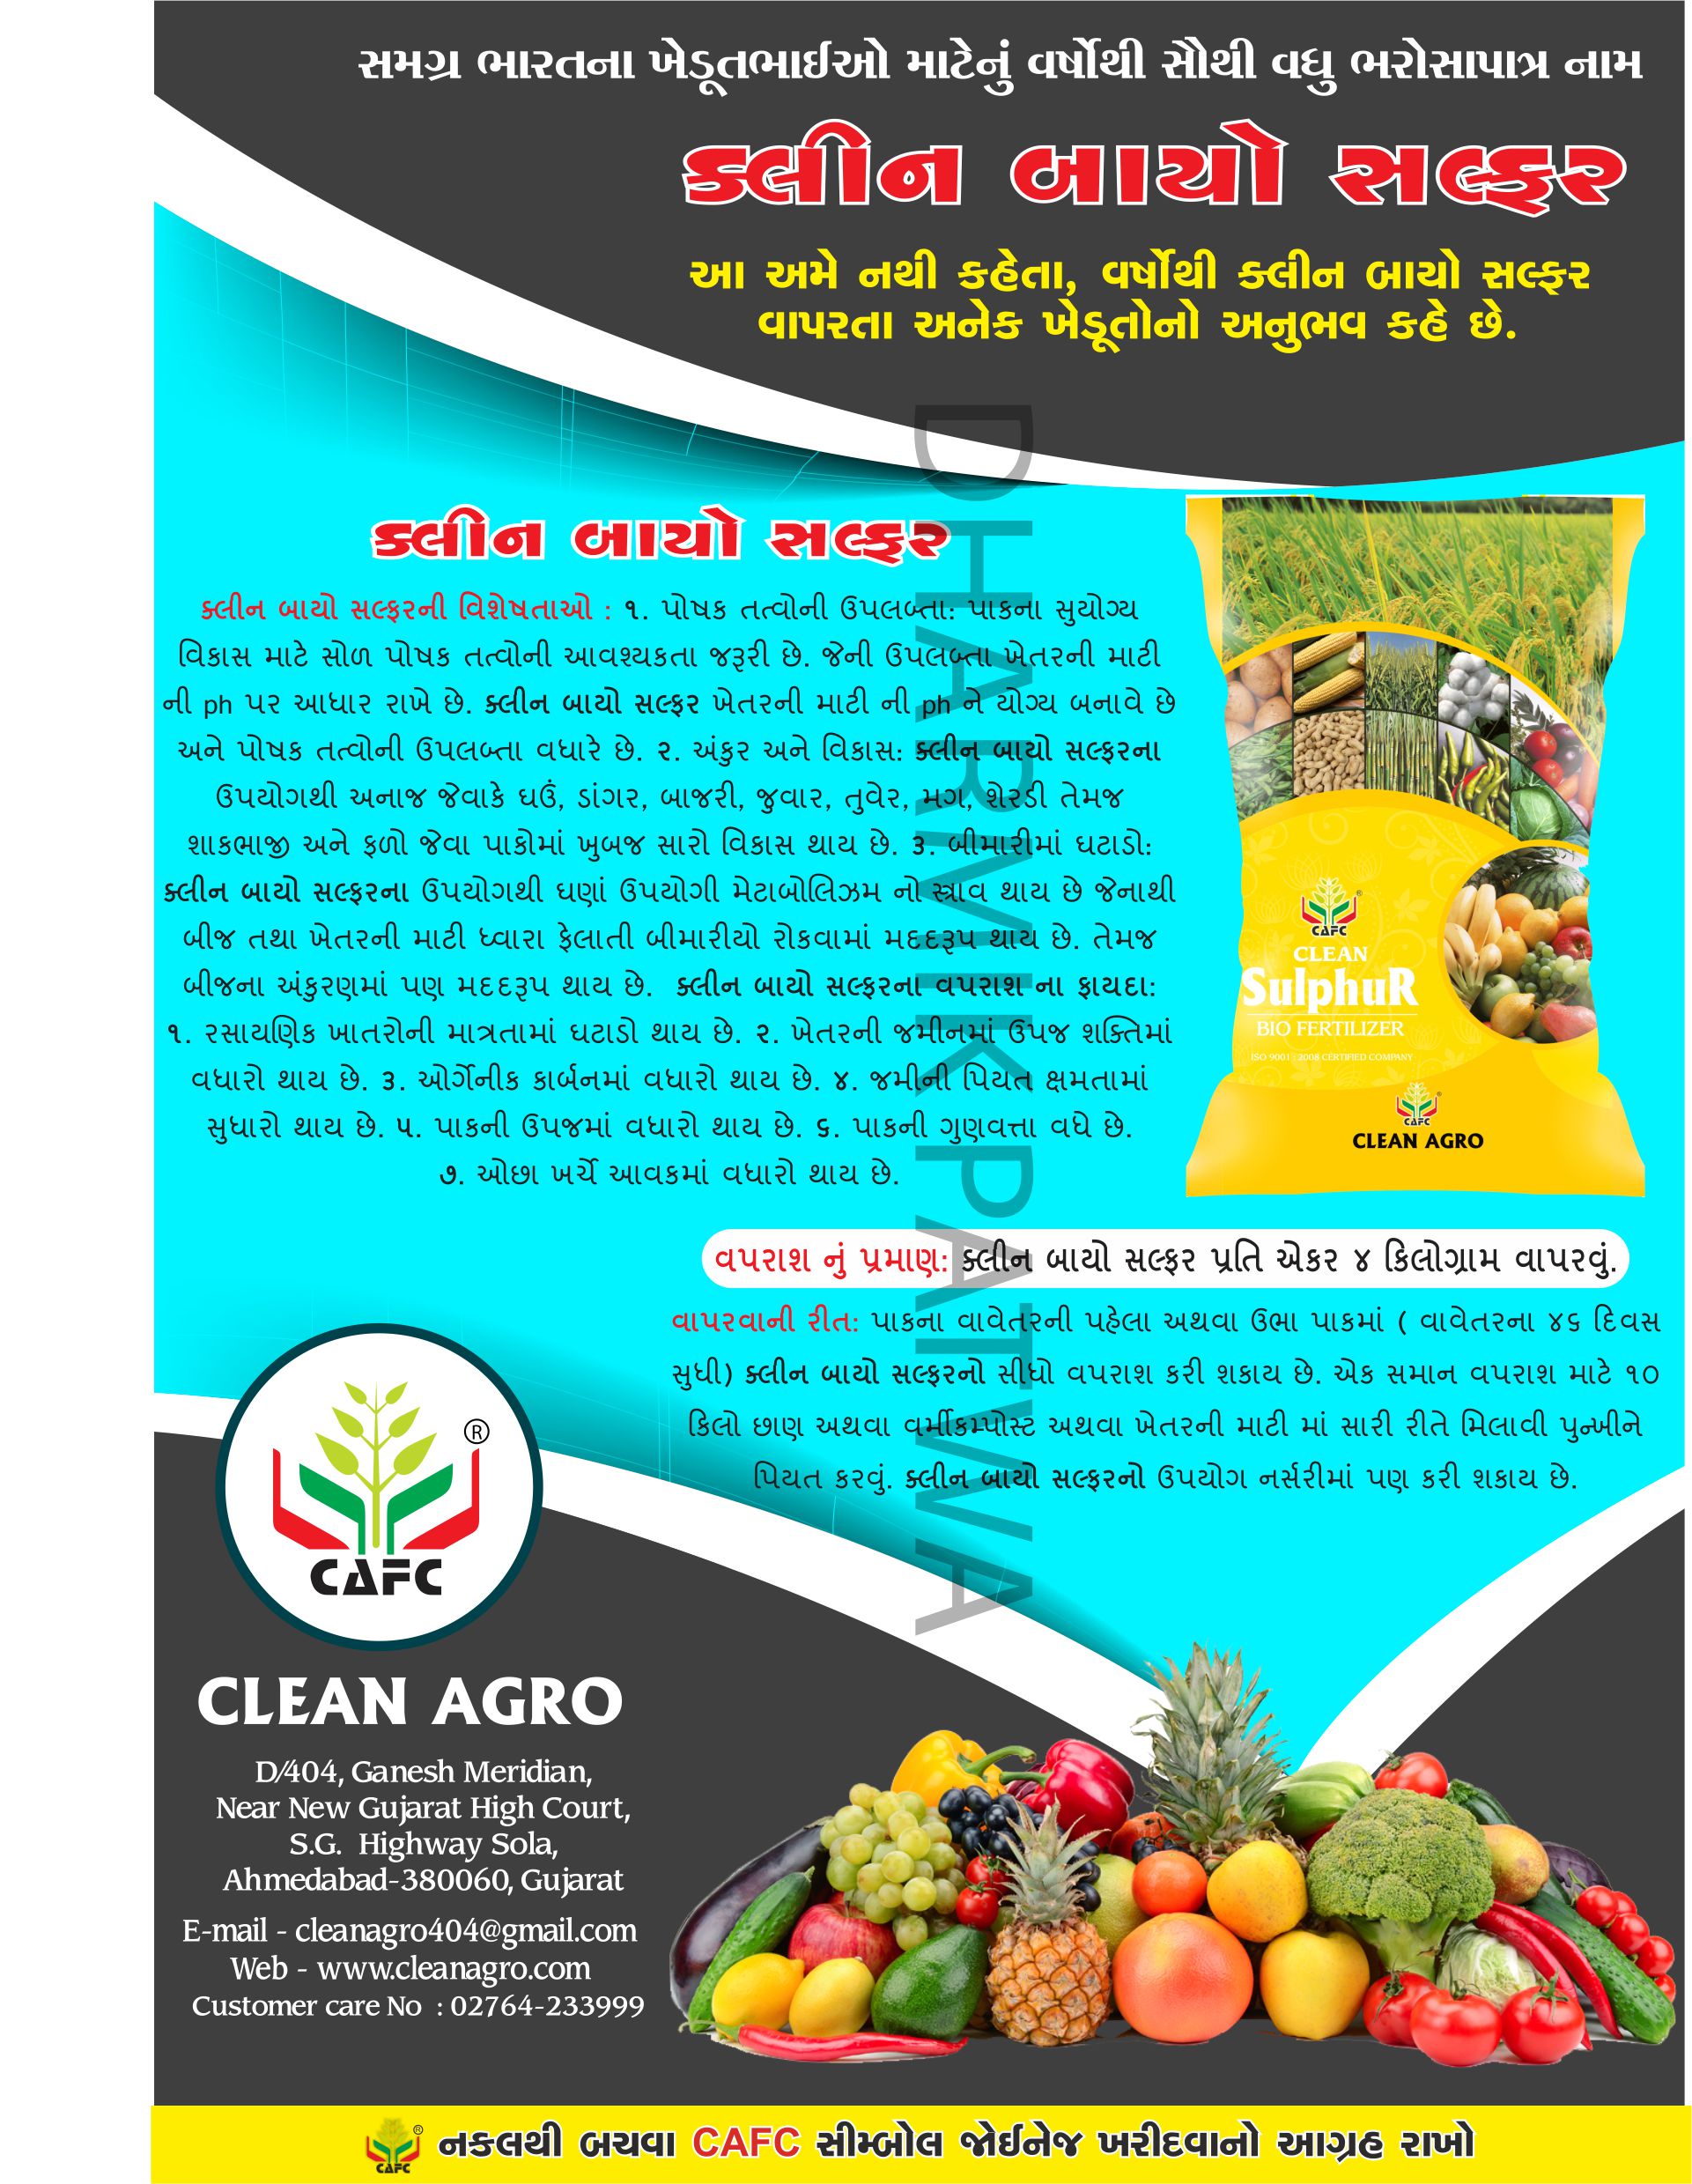 સમગ્ર ભારતના ખેડૂતભાઈઓ માટેનું વર્ષોથી સૌથી વધુ ભરોસાપાત્ર નામ
ક્લીન બાયો સલ્ફર
આ અમે નથી કહેતા, વર્ષોથી ક્લીન બાયો સલ્ફર
વાપરતા અનેક ખેડૂતોનો અનુભવ કહે છે.
ક્લીન બાયો સલ્ફર
ક્લીન બાયો સલ્ફરની વિશેષતાઓ : ૧. પોષક તત્વોની ઉપલબ્તા: પાકના સુયોગ્ય
વિકાસ માટે સોળ પોષક તત્વોની આવશ્યકતા જરૂરી છે. જેની ઉપલબ્તા ખેતરની માટી
ની ph પર આધાર રાખે છે. ક્લીન બાયો સલ્ફર ખેતરની માટી ની ph ને યોગ્ય બનાવે છે
અને પોષક તત્વોની ઉપલબ્તા વધારે છે. ૨. અંકુર અને વિકાસ: ક્લીન બાયો સલ્ફરના
ઉપયોગથી અનાજ જેવાકે ઘઉં, ડાંગર, બાજરી, જુવાર, તુવેર, મગ, શેરડી તેમજ
શાકભાજી અને ફળો જેવા પાકોમાં ખુબજ સારો વિકાસ થાય છે. ૩. બીમારીમાં ઘટાડો:
ક્લીન બાયો સલ્ફરના ઉપયોગથી ઘણાં ઉપયોગી મેટાબોલિઝમ નો સ્ત્રાવ થાય છે જેનાથી
બીજ તથા ખેતરની માટી ધ્વારા ફેલાતી બીમારીયો રોકવામાં મદદરૂપ થાય છે. તેમજ
બીજના અંકુરણમાં પણ મદદરૂપ થાય છે. ક્લીન બાયો સલ્ફરના વપરાશ ના ફાયદા:
૧. રસાયણિક ખાતરોની માત્રતામાં ઘટાડો થાય છે. ૨. ખેતરની જમીનમાં ઉપજ શક્તિમાં
વધારો થાય છે. ૩. ઓર્ગેનીક કાર્બનમાં વધારો થાય છે. ૪. જમીની પિયત ક્ષમતામાં
સુધારો થાય છે. ૫. પાકની ઉપજમાં વધારો થાય છે. ૬. પાકની ગુણવત્તા વધે છે.
૭. ઓછા ખર્ચે આવકમાં વધારો થાય છે.
CAFC
CLEAN
SulphuR
BIO FERTILIZER
ISO 9001 : 2008 CERTIFIED COMPANY
CAFC
CLEAN AGRO
વપરાશ નું પ્રમાણ: ક્લીન બાયો સલ્ફર પ્રતિ એકર ૪ કિલોગ્રામ વાપરવું.
વાપરવાની રીત: પાકના વાવેતરની પહેલા અથવા ઉભા પાકમાં ( વાવેતરના ૪૬ દિવસ
સુધી) ક્લીન બાયો સલ્ફરનો સીધો વપરાશ કરી શકાય છે. એક સમાન વપરાશ માટે ૧૦
કિલો છાણ અથવા વર્મીકમ્પોસ્ટ અથવા ખેતરની માટી માં સારી રીતે મિલાવી પુન્ખીને
પિયત કરવું. ક્લીન બાયો સલ્ફરનો ઉપયોગ નર્સરીમાં પણ કરી શકાય છે.
DHARMIK PATWA
®
CAFC
CLEAN AGRO
D/404, Ganesh Meridian,
Near New Gujarat High Court,
S.G. Highway Sola,
Ahmedabad-380060, Gujarat
E-mail - cleanagro404@gmail.com
Web - www.cleanagro.com
Customer care No : 02764-233999
CAFC ® નકલથી બચવા CAFC સીમ્બોલ જોઈનેજ ખરીદવાનો આગ્રહ રાખો